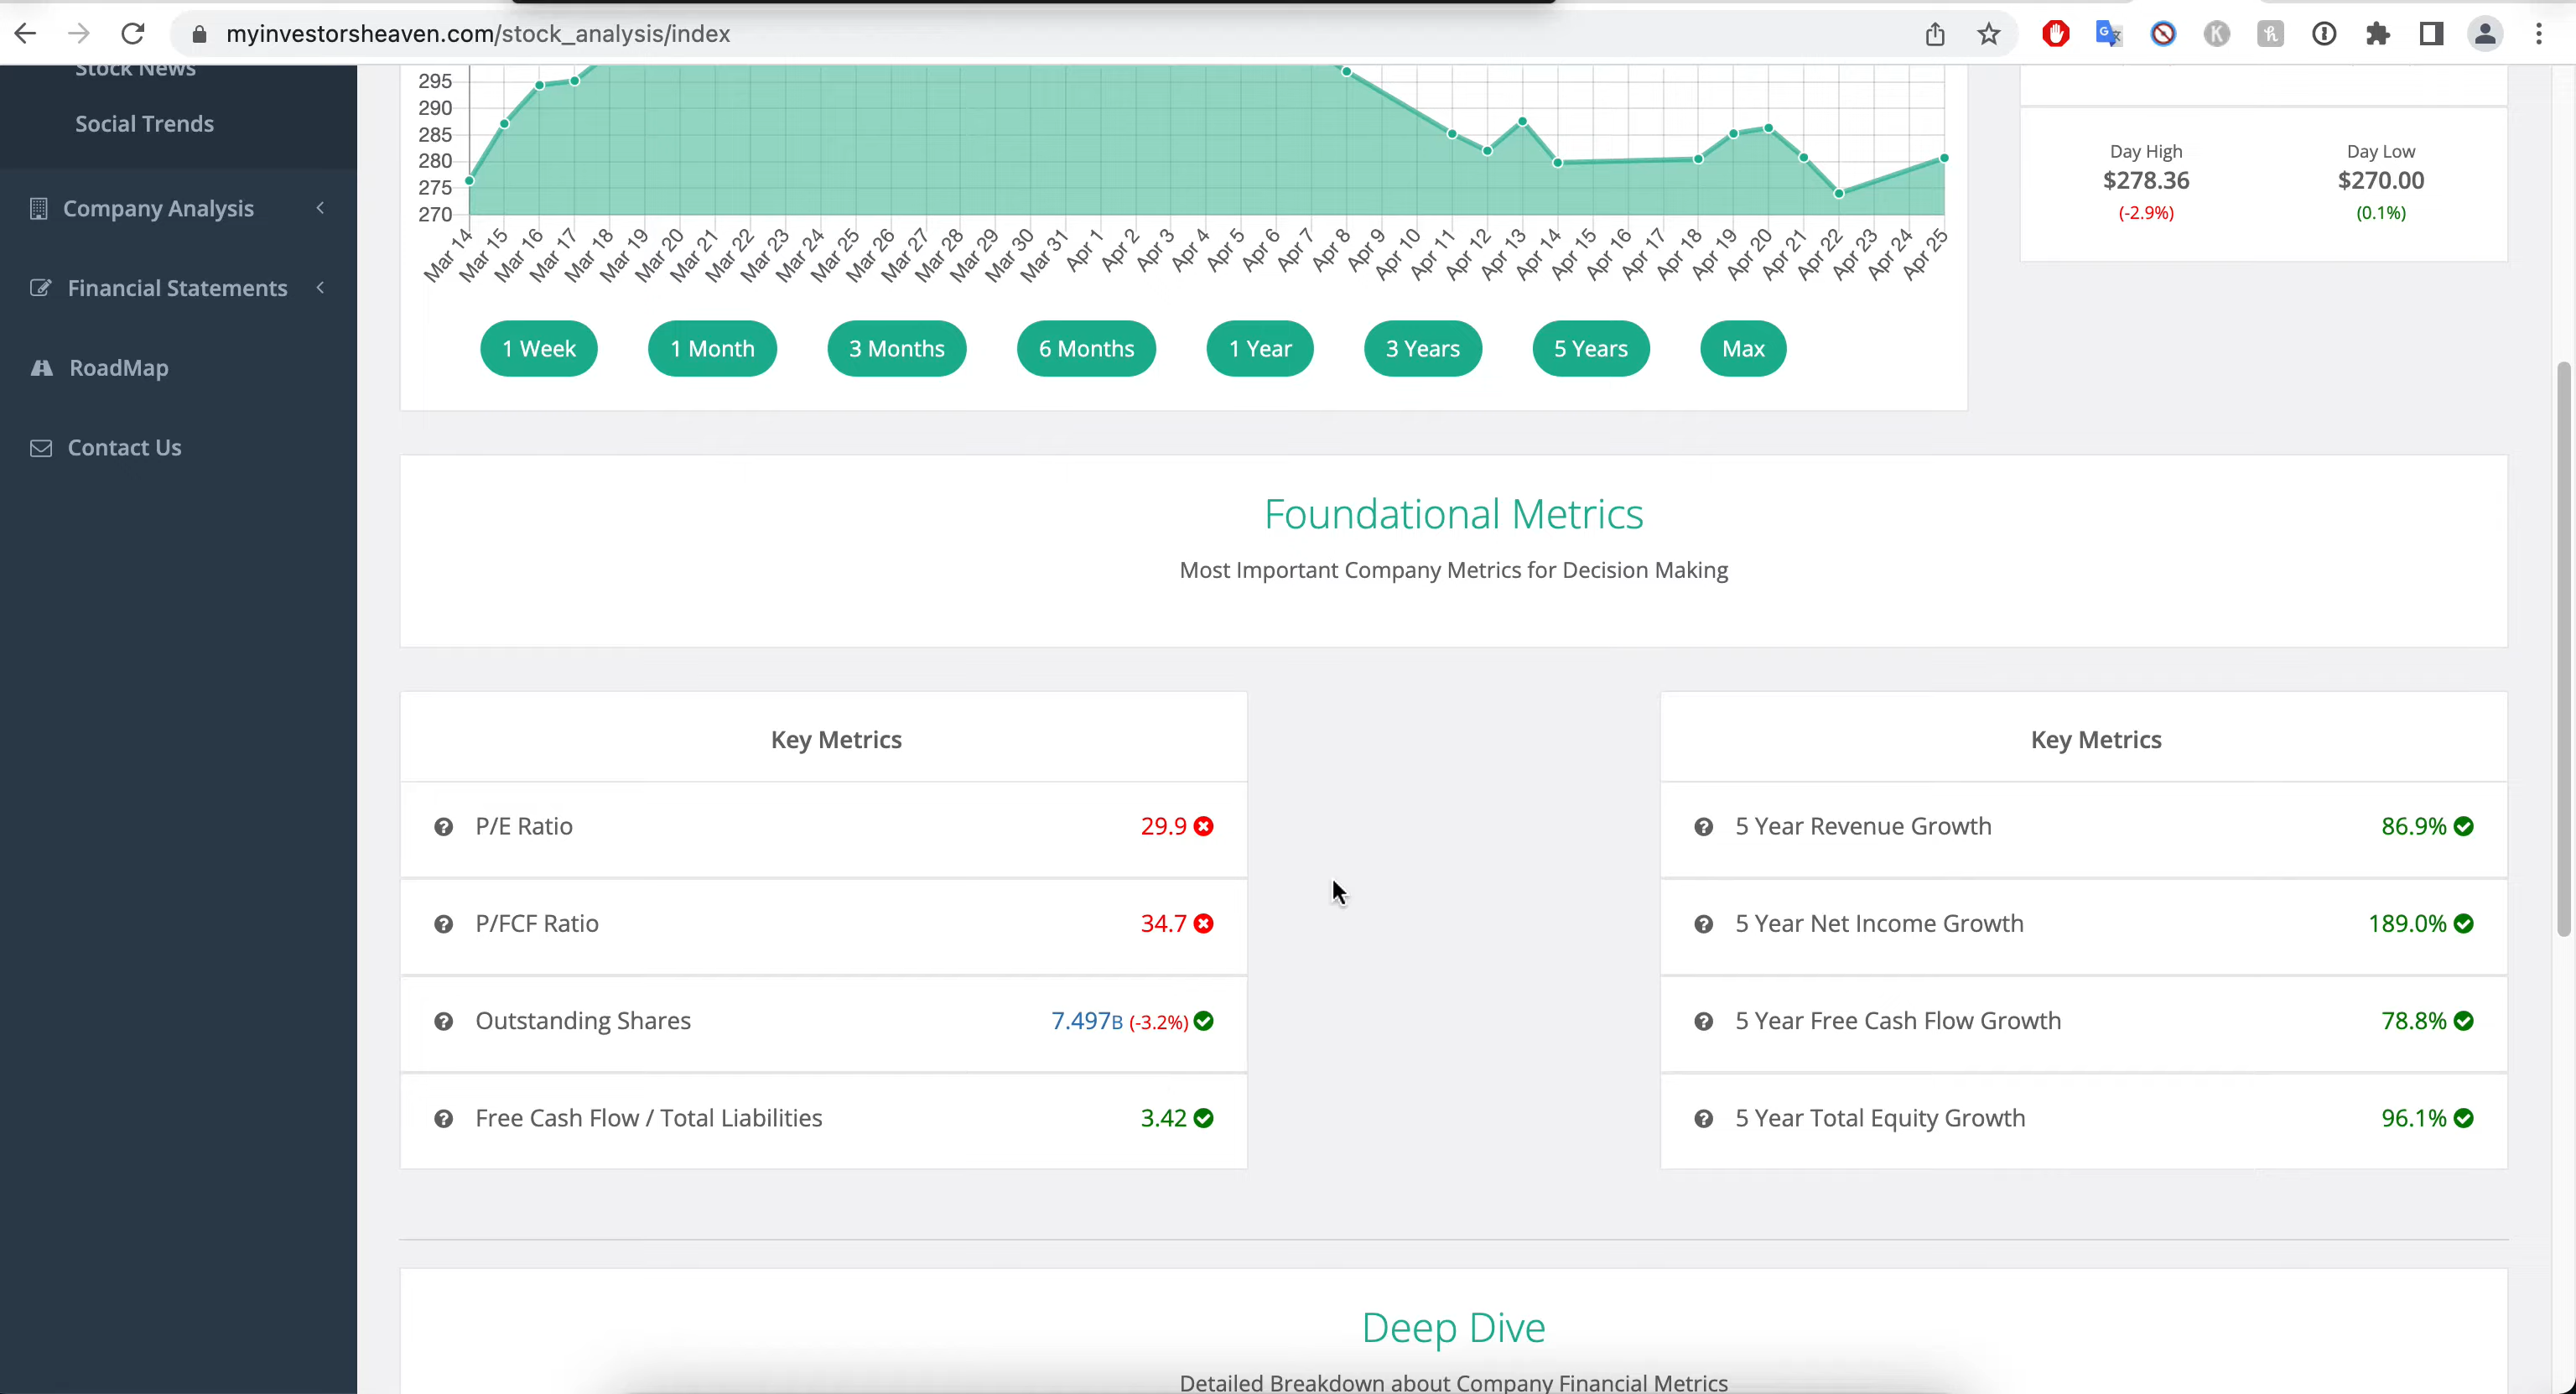 myinvestorsheaven.com/stock_analysis/index
Stock News
Social Trends
Company Analysis
Financial Statements
RoadMap
Contact Us
295
290
285
280
275
270
Mar 14 Mar 15 Mar 16 Mar 17 Mar 18 Mar 19 Mar 20 Mar 21 Mar 22 Mar 23 Mar 24 Mar 25 Mar 26 Mar 27 Mar 28 Mar 29 Mar 30 Mar 31 Apr 1 Apr 2 Apr 3 Apr 4 Apr 5 Apr 6 Apr 7 Apr 8 Apr 9 Apr 10 Apr 11 Apr 12 Apr 13 Apr 14 Apr 15 Apr 16 Apr 17 Apr 18 Apr 19 Apr 20 Apr 21 Apr 22 Apr 23 Apr 24 Apr 25
1 Week 1 Month 3 Months 6 Months 1 Year 3 Years 5 Years Max
Day High Day Low
$278.36 $270.00
(-2.9%) (0.1%)
Foundational Metrics
Most Important Company Metrics for Decision Making
Key Metrics
P/E Ratio 29.9
P/FCF Ratio 34.7
Outstanding Shares 7.497B (-3.2%)
Free Cash Flow / Total Liabilities 3.42
Key Metrics
5 Year Revenue Growth 86.9%
5 Year Net Income Growth 189.0%
5 Year Free Cash Flow Growth 78.8%
5 Year Total Equity Growth 96.1%
Deep Dive
Detailed Breakdown about Company Financial Metrics